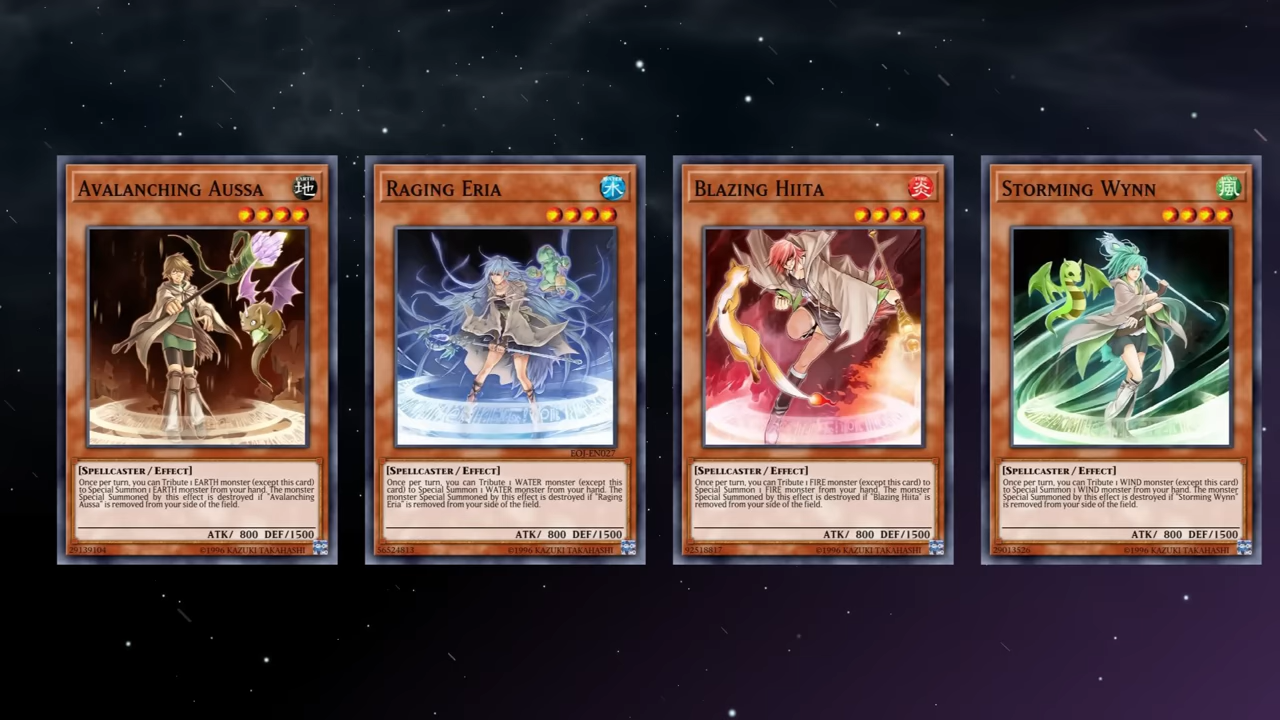 AVALANCHING AUSSA
EARTH
地
[SPELLCASTER / EFFECT]
Once per turn, you can Tribute 1 EARTH monster (except this card)
to Special Summon 1 EARTH monster from your hand. The monster
Special Summoned by this effect is destroyed if "Avalanching
Aussa" is removed from your side of the field.
ATK/ 800 DEF/1500
29139104
©1996 KAZUKI TAKAHASHI
RAGING ERIA
WATER
水
EOJ-EN027
[SPELLCASTER / EFFECT]
Once per turn, you can Tribute 1 WATER monster (except this
card) to Special Summon 1 WATER monster from your hand. The
monster Special Summoned by this effect is destroyed if "Raging
Eria" is removed from your side of the field.
ATK/ 800 DEF/1500
56524813
©1996 KAZUKI TAKAHASHI
BLAZING HIITA
FIRE
炎
[SPELLCASTER / EFFECT]
Once per turn, you can Tribute 1 FIRE monster (except this card) to
Special Summon 1 FIRE monster from your hand. The monster
Special Summoned by this effect is destroyed if "Blazing Hiita" is
removed from your side of the field.
ATK/ 800 DEF/1500
92518817
©1996 KAZUKI TAKAHASHI
STORMING WYNN
WIND
風
[SPELLCASTER / EFFECT]
Once per turn, you can Tribute 1 WIND monster (except this card)
to Special Summon 1 WIND monster from your hand. The monster
Special Summoned by this effect is destroyed if "Storming Wynn"
is removed from your side of the field.
ATK/ 800 DEF/1500
29013526
©1996 KAZUKI TAKAHASHI